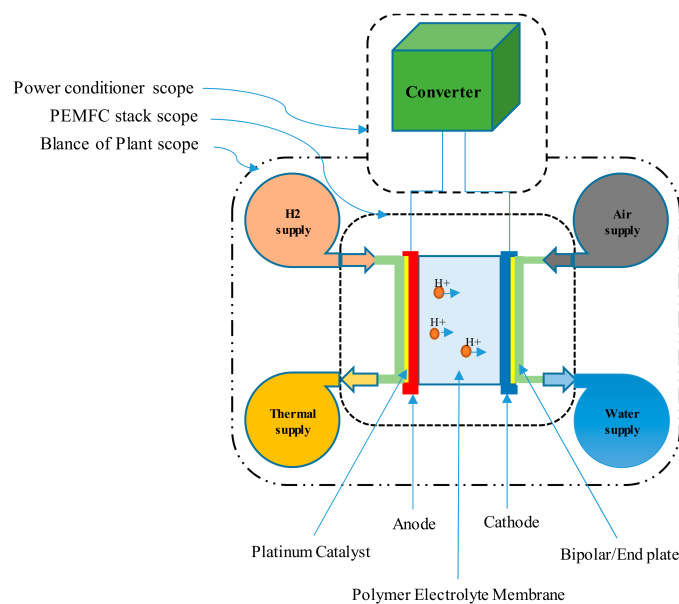 Converter
Power conditioner scope
PEMFC stack scope
Blance of Plant scope
H2
supply
Air
supply
H+
H+
H+
Thermal
supply
Water
supply
Anode
Cathode
Platinum Catalyst
Bipolar/End plate
Polymer Electrolyte Membrane